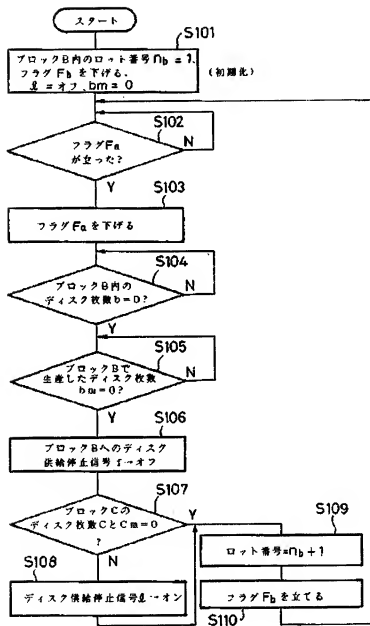 スタート
S101
ブロックB内のロット番号nb=1、
フラグFbを下げる、
ℓ=オフ、bm=0
(初期化)
S102
フラグFa
が立った?
N
Y
S103
フラグFaを下げる
S104
ブロックB内の
ディスク枚数b=0?
N
Y
S105
ブロックBで
生産したディスク枚数
bm=0?
N
Y
S106
ブロックBへのディスク
供給停止信号f→オフ
S107
ブロックCの
ディスク枚数CとCm=0
?
Y
N
S108
ディスク供給停止信号ℓ→オン
S109
ロット番号=nb+1
フラグFbを立てる
S110